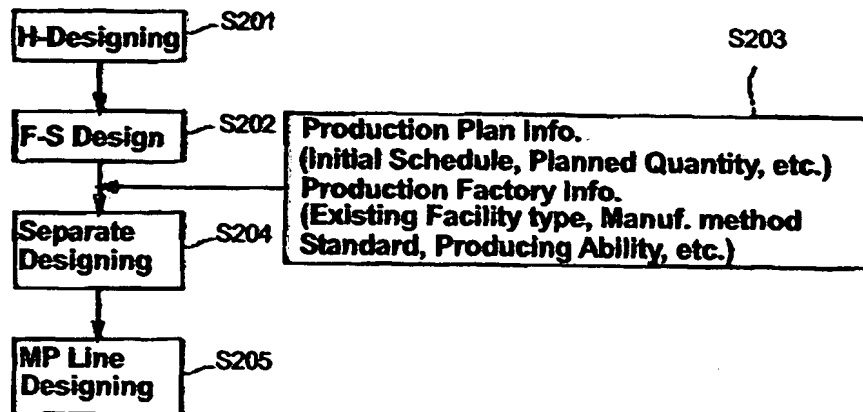 H-Designing
S201
S203
F-S Design
S202
Production Plan Info.
(Initial Schedule, Planned Quantity, etc.)
Production Factory Info.
(Existing Facility type, Manuf. method
Standard, Producing Ability, etc.)
Separate
Designing
S204
MP Line
Designing
S205